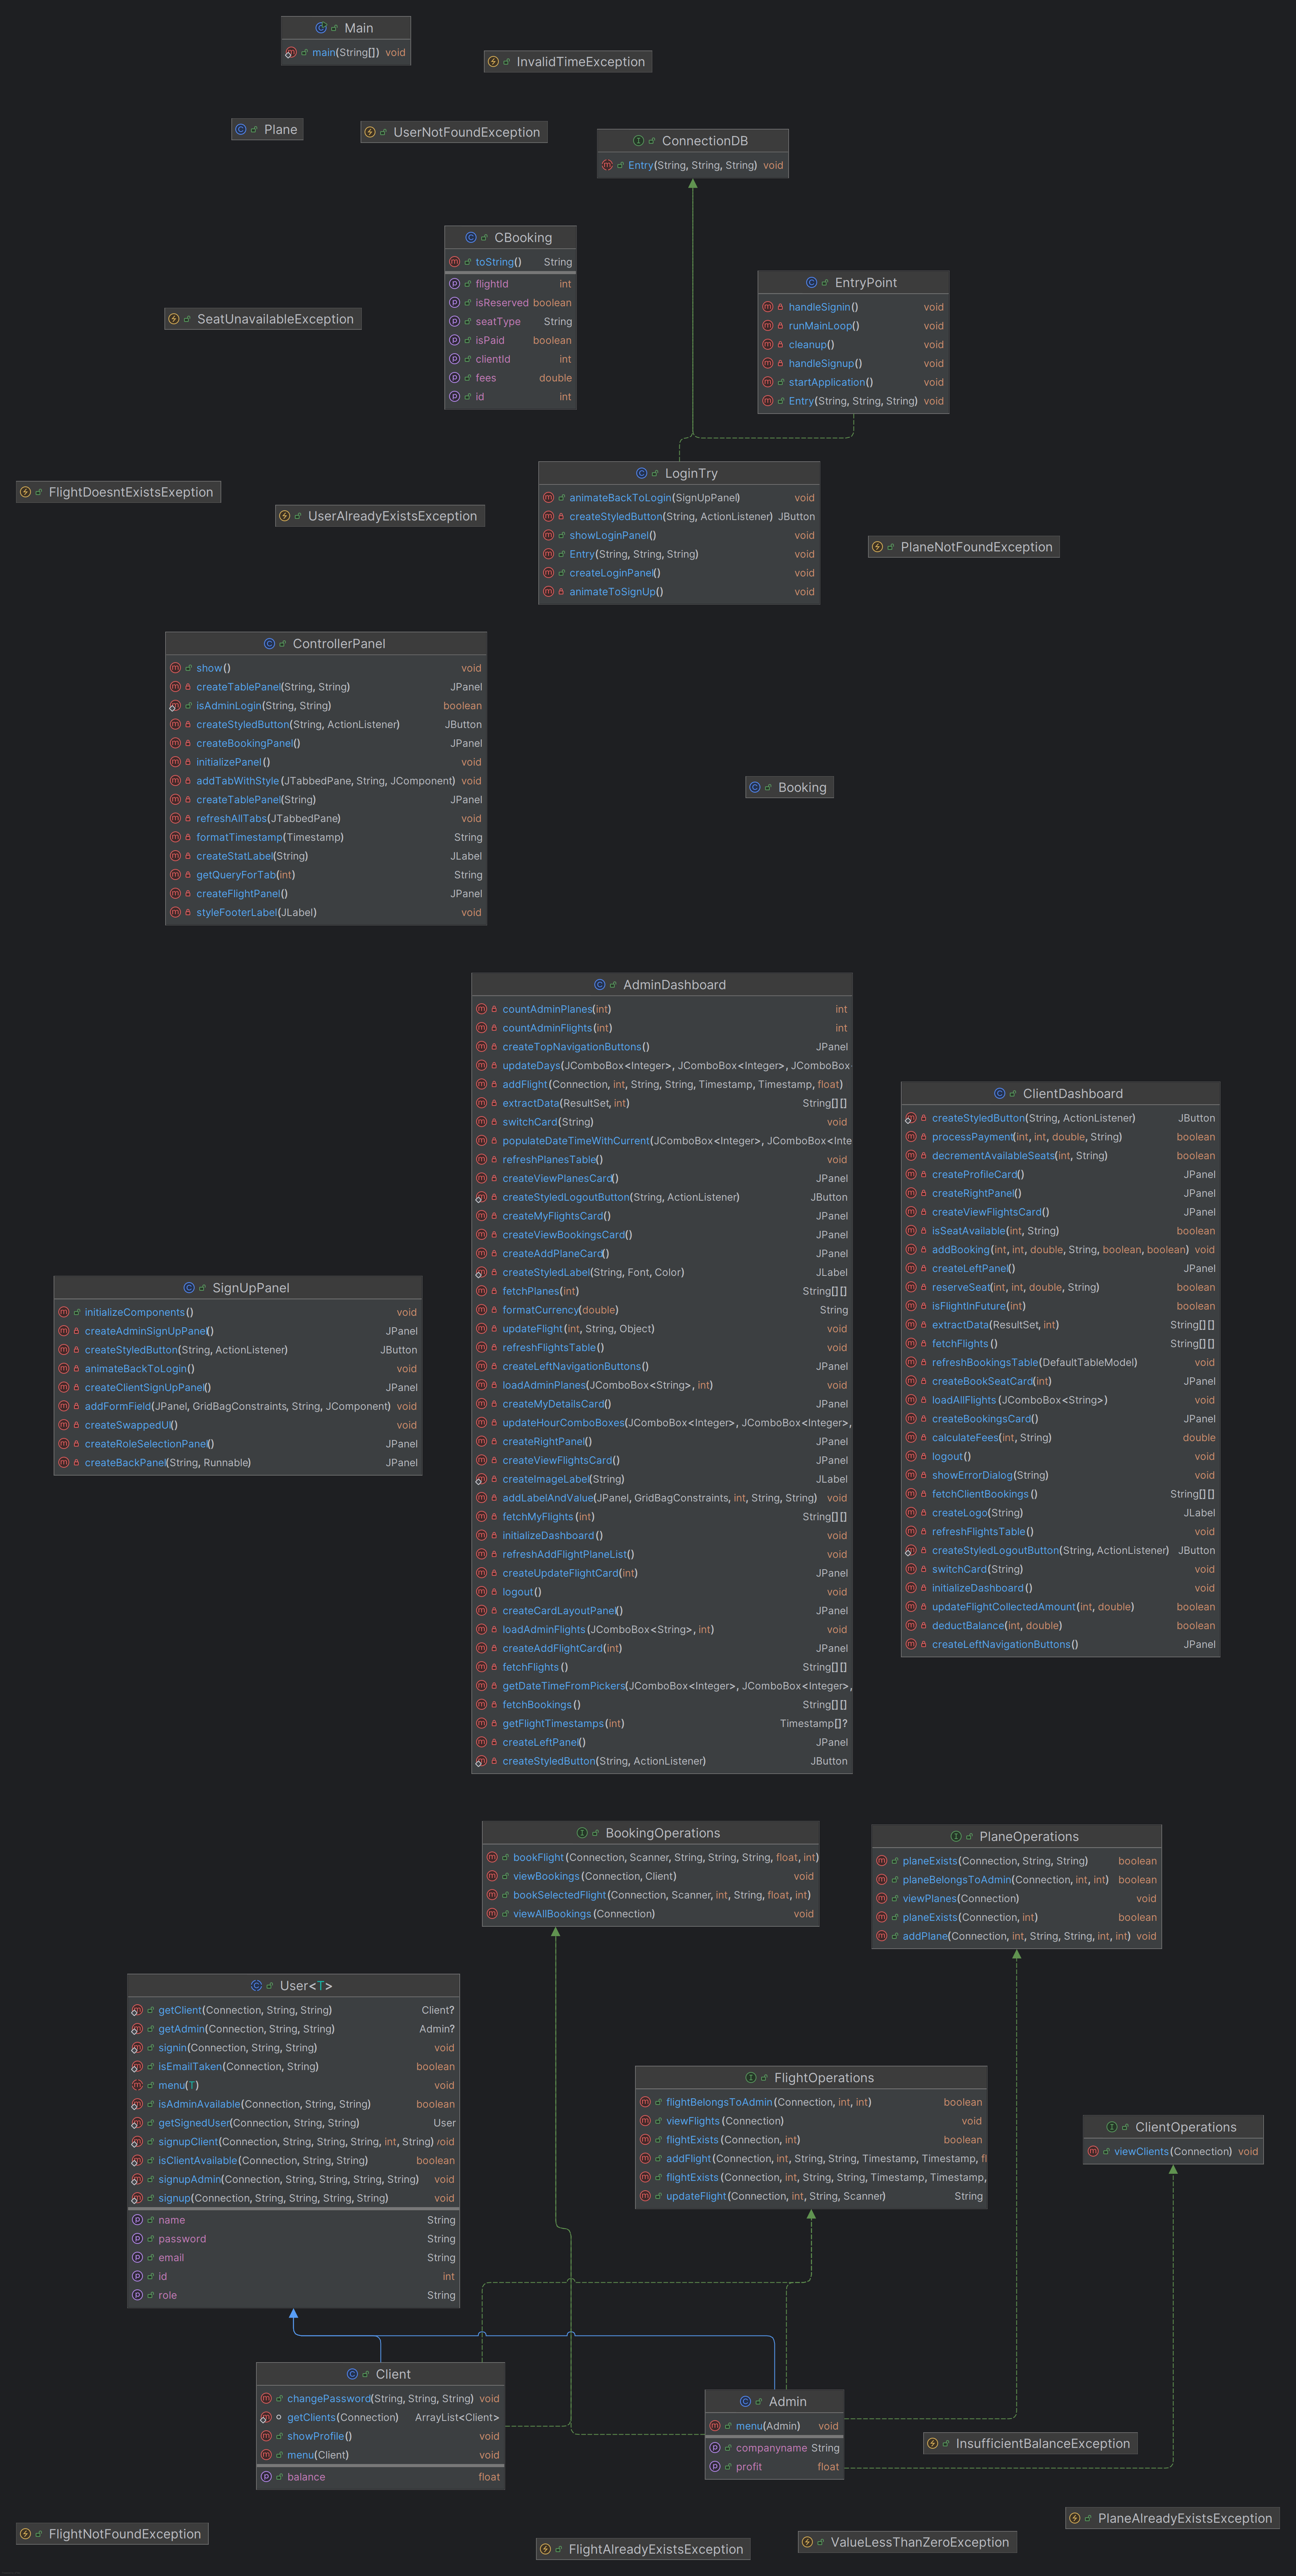 Main
main(String[]) void
InvalidTimeException
Plane
UserNotFoundException
ConnectionDB
Entry(String, String, String) void
CBooking
toString() String
flightId int
isReserved boolean
seatType String
isPaid boolean
clientId int
fees double
id int
EntryPoint
handleSignin() void
runMainLoop() void
cleanup() void
handleSignup() void
startApplication() void
Entry(String, String, String) void
SeatUnavailableException
LoginTry
animateBackToLogin(SignUpPanel) void
createStyledButton(String, ActionListener) JButton
showLoginPanel() void
Entry(String, String, String) void
createLoginPanel() void
animateToSignUp() void
FlightDoesntExistsExeption
UserAlreadyExistsException
PlaneNotFoundException
ControllerPanel
show() void
createTablePanel(String, String) JPanel
isAdminLogin(String, String) boolean
createStyledButton(String, ActionListener) JButton
createBookingPanel() JPanel
initializePanel() void
addTabWithStyle(JTabbedPane, String, JComponent) void
createTablePanel(String) JPanel
refreshAllTabs(JTabbedPane) void
formatTimestamp(Timestamp) String
createStatLabel(String) JLabel
getQueryForTab(int) String
createFlightPanel() JPanel
styleFooterLabel(JLabel) void
Booking
AdminDashboard
countAdminPlanes(int) int
countAdminFlights(int) int
createTopNavigationButtons() JPanel
updateDays(JComboBox<Integer>, JComboBox<Integer>, JComboBox
addFlight(Connection, int, String, String, Timestamp, Timestamp, float)
extractData(ResultSet, int) String[][]
switchCard(String) void
populateDateTimeWithCurrent(JComboBox<Integer>, JComboBox<Inte
refreshPlanesTable() void
createViewPlanesCard() JPanel
createStyledLogoutButton(String, ActionListener) JButton
createMyFlightsCard() JPanel
createViewBookingsCard() JPanel
createAddPlaneCard() JPanel
createStyledLabel(String, Font, Color) JLabel
fetchPlanes(int) String[][]
formatCurrency(double) String
updateFlight(int, String, Object) void
refreshFlightsTable() void
createLeftNavigationButtons() JPanel
loadAdminPlanes(JComboBox<String>, int) void
createMyDetailsCard() JPanel
updateHourComboBoxes(JComboBox<Integer>, JComboBox<Integer>,
createRightPanel() JPanel
createViewFlightsCard() JPanel
createImageLabel(String) JLabel
addLabelAndValue(JPanel, GridBagConstraints, int, String, String) void
fetchMyFlights(int) String[][]
initializeDashboard() void
refreshAddFlightPlaneList() void
createUpdateFlightCard(int) JPanel
logout() void
createCardLayoutPanel() JPanel
loadAdminFlights(JComboBox<String>, int) void
createAddFlightCard(int) JPanel
fetchFlights() String[][]
getDateTimeFromPickers(JComboBox<Integer>, JComboBox<Integer>,
fetchBookings() String[][]
getFlightTimestamps(int) Timestamp[]?
createLeftPanel() JPanel
createStyledButton(String, ActionListener) JButton
ClientDashboard
createStyledButton(String, ActionListener) JButton
processPayment(int, int, double, String) boolean
decrementAvailableSeats(int, String) boolean
createProfileCard() JPanel
createRightPanel() JPanel
createViewFlightsCard() JPanel
isSeatAvailable(int, String) boolean
addBooking(int, int, double, String, boolean, boolean) void
createLeftPanel() JPanel
reserveSeat(int, int, double, String) boolean
isFlightInFuture(int) boolean
extractData(ResultSet, int) String[][]
fetchFlights() String[][]
refreshBookingsTable(DefaultTableModel) void
createBookSeatCard(int) JPanel
loadAllFlights(JComboBox<String>) void
createBookingsCard() JPanel
calculateFees(int, String) double
logout() void
showErrorDialog(String) void
fetchClientBookings() String[][]
createLogo(String) JLabel
refreshFlightsTable() void
createStyledLogoutButton(String, ActionListener) JButton
switchCard(String) void
initializeDashboard() void
updateFlightCollectedAmount(int, double) boolean
deductBalance(int, double) boolean
createLeftNavigationButtons() JPanel
SignUpPanel
initializeComponents() void
createAdminSignUpPanel() JPanel
createStyledButton(String, ActionListener) JButton
animateBackToLogin() void
createClientSignUpPanel() JPanel
addFormField(JPanel, GridBagConstraints, String, JComponent) void
createSwappedUI() void
createRoleSelectionPanel() JPanel
createBackPanel(String, Runnable) JPanel
BookingOperations
bookFlight(Connection, Scanner, String, String, String, float, int)
viewBookings(Connection, Client) void
bookSelectedFlight(Connection, Scanner, int, String, float, int)
viewAllBookings(Connection) void
PlaneOperations
planeExists(Connection, String, String) boolean
planeBelongsToAdmin(Connection, int, int) boolean
viewPlanes(Connection) void
planeExists(Connection, int) boolean
addPlane(Connection, int, String, String, int, int) void
User<T>
getClient(Connection, String, String) Client?
getAdmin(Connection, String, String) Admin?
signin(Connection, String, String) void
isEmailTaken(Connection, String) boolean
menu(T) void
isAdminAvailable(Connection, String, String) boolean
getSignedUser(Connection, String, String) User
signupClient(Connection, String, String, String, int, String) void
isClientAvailable(Connection, String, String) boolean
signupAdmin(Connection, String, String, String, String) void
signup(Connection, String, String, String, String) void
name String
password String
email String
id int
role String
FlightOperations
flightBelongsToAdmin(Connection, int, int) boolean
viewFlights(Connection) void
flightExists(Connection, int) boolean
addFlight(Connection, int, String, String, Timestamp, Timestamp, fl
flightExists(Connection, int, String, String, Timestamp, Timestamp,
updateFlight(Connection, int, String, Scanner) String
ClientOperations
viewClients(Connection) void
Client
changePassword(String, String, String) void
getClients(Connection) ArrayList<Client>
showProfile() void
menu(Client) void
balance float
Admin
menu(Admin) void
companyname String
profit float
InsufficientBalanceException
PlaneAlreadyExistsException
FlightNotFoundException
FlightAlreadyExistsException
ValueLessThanZeroException